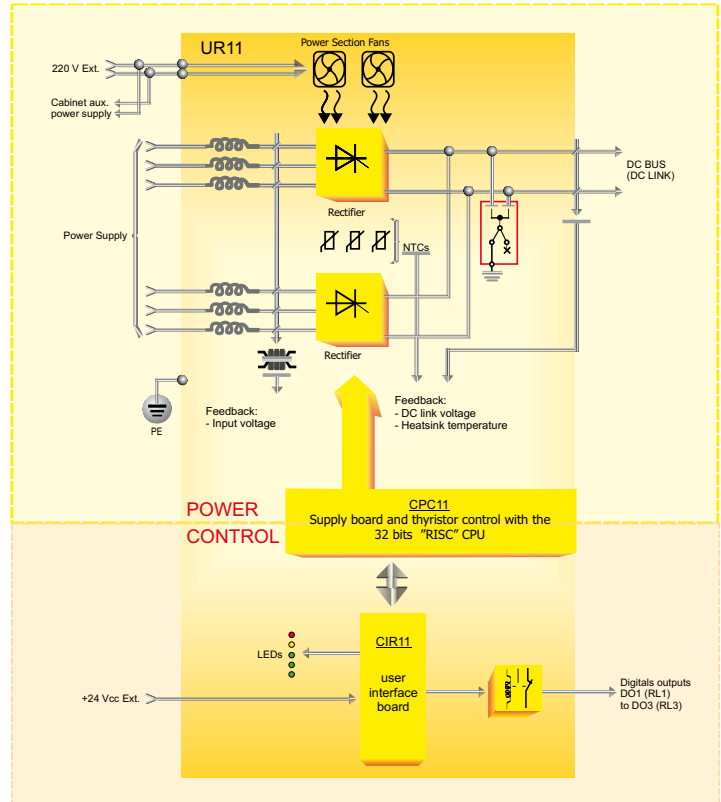 UR11
Power Section Fans
220 V Ext.
Cabinet aux.
power supply
DC BUS
(DC LINK)
Rectifier
Power Supply
NTCs
Rectifier
PE
Feedback:
- Input voltage
Feedback:
- DC link voltage
- Heatsink temperature
POWER
CONTROL
CPC11
Supply board and thyristor control with the
32 bits "RISC" CPU
CIR11
user
interface
board
LEDs
+24 Vcc Ext.
Digitals outputs
DO1 (RL1)
to DO3 (RL3)